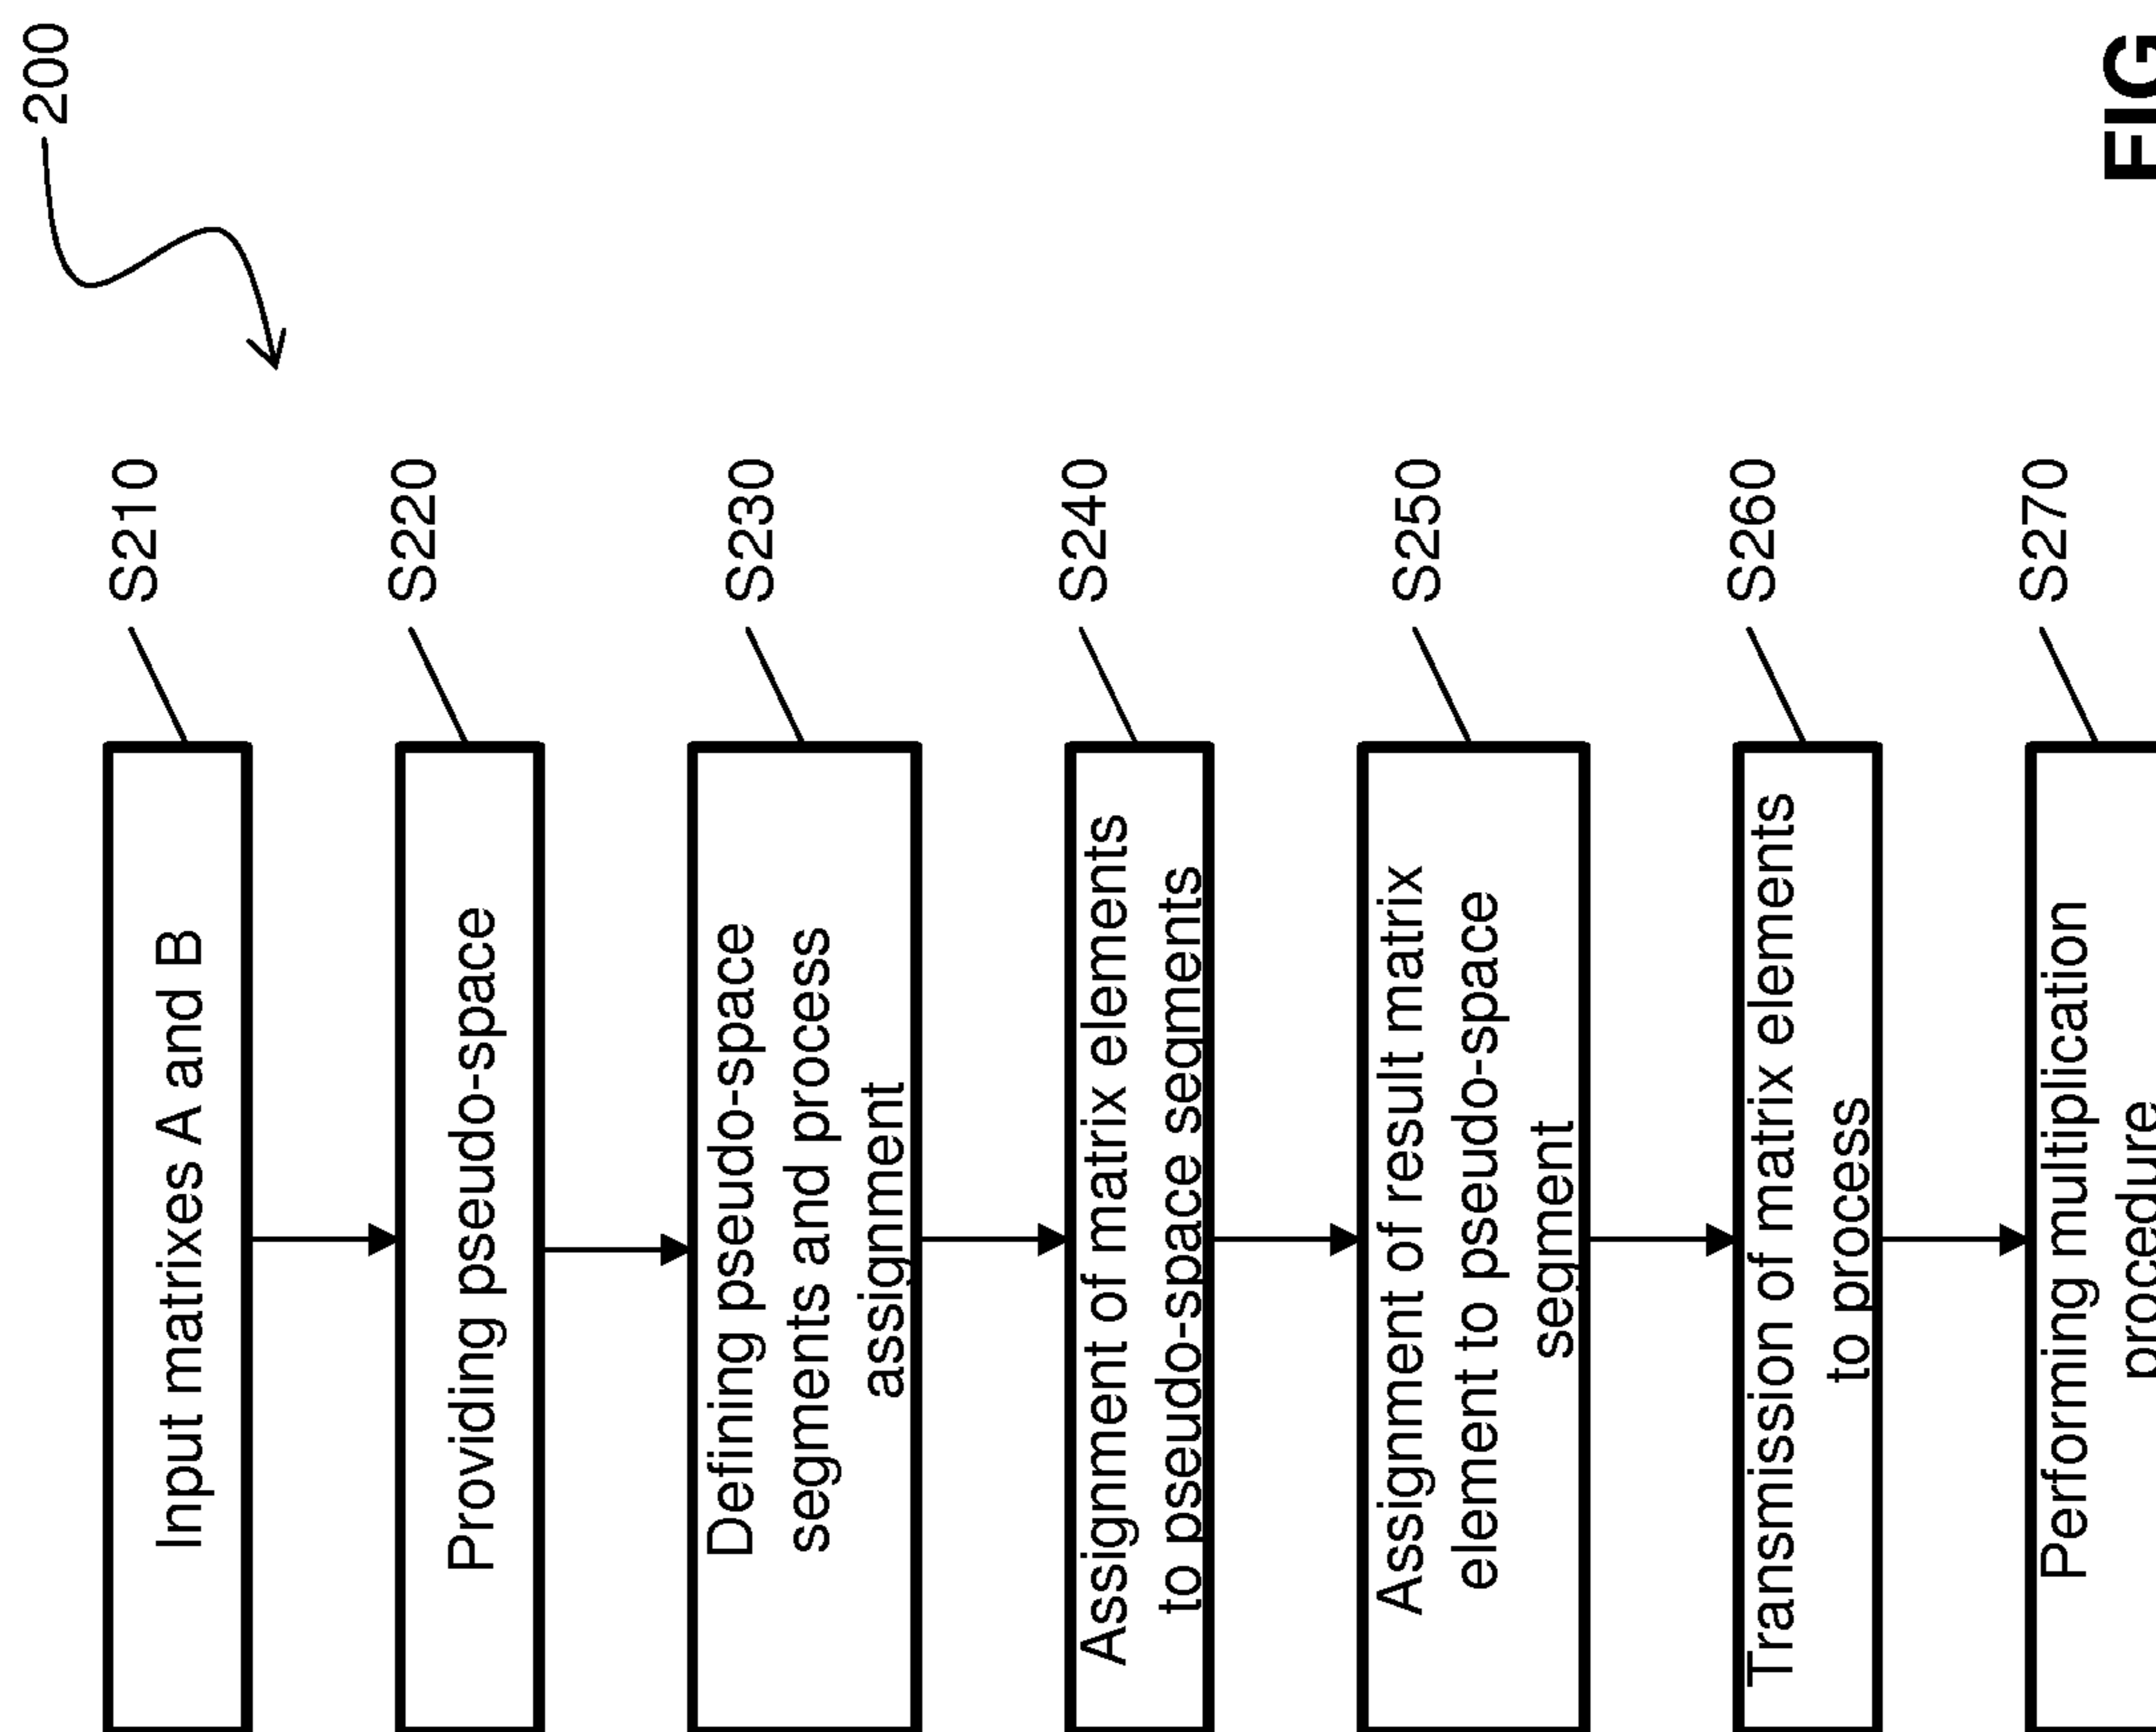 200
S210
Input matrixes A and B
S220
Providing pseudo-space
S230
Defining pseudo-space
segments and process
assignment
S240
Assignment of matrix elements
to pseudo-space segments
S250
Assignment of result matrix
element to pseudo-space
segment
S260
Transmission of matrix elements
to process
S270
Performing multiplication
procedure
FIG